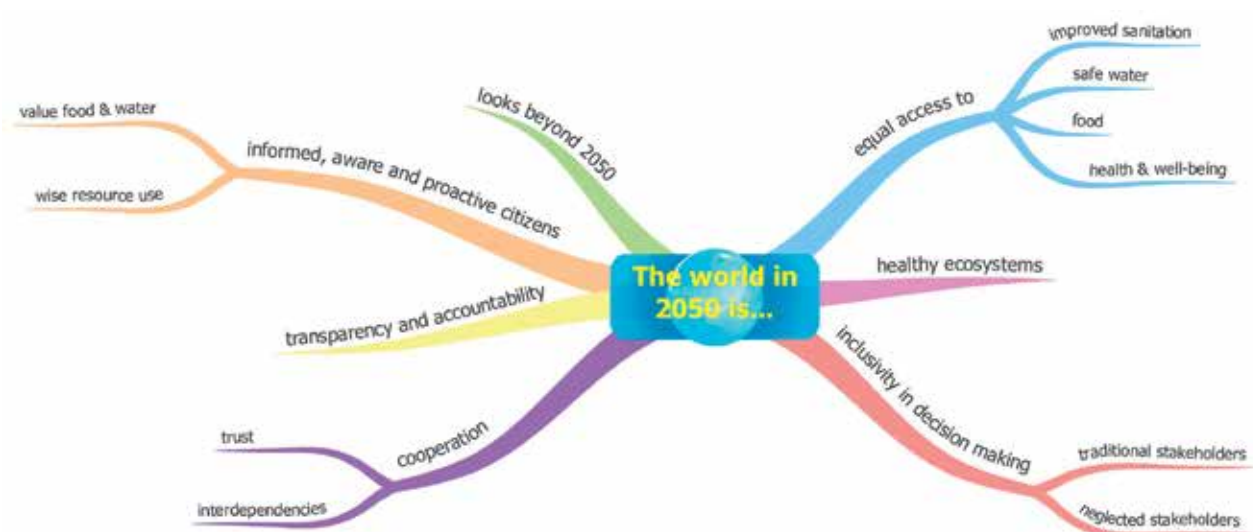 The world in
2050 is...
equal access to
improved sanitation
safe water
food
health & well-being
healthy ecosystems
inclusivity in decision making
traditional stakeholders
neglected stakeholders
cooperation
trust
interdependencies
transparency and accountability
informed, aware and proactive citizens
value food & water
wise resource use
looks beyond 2050